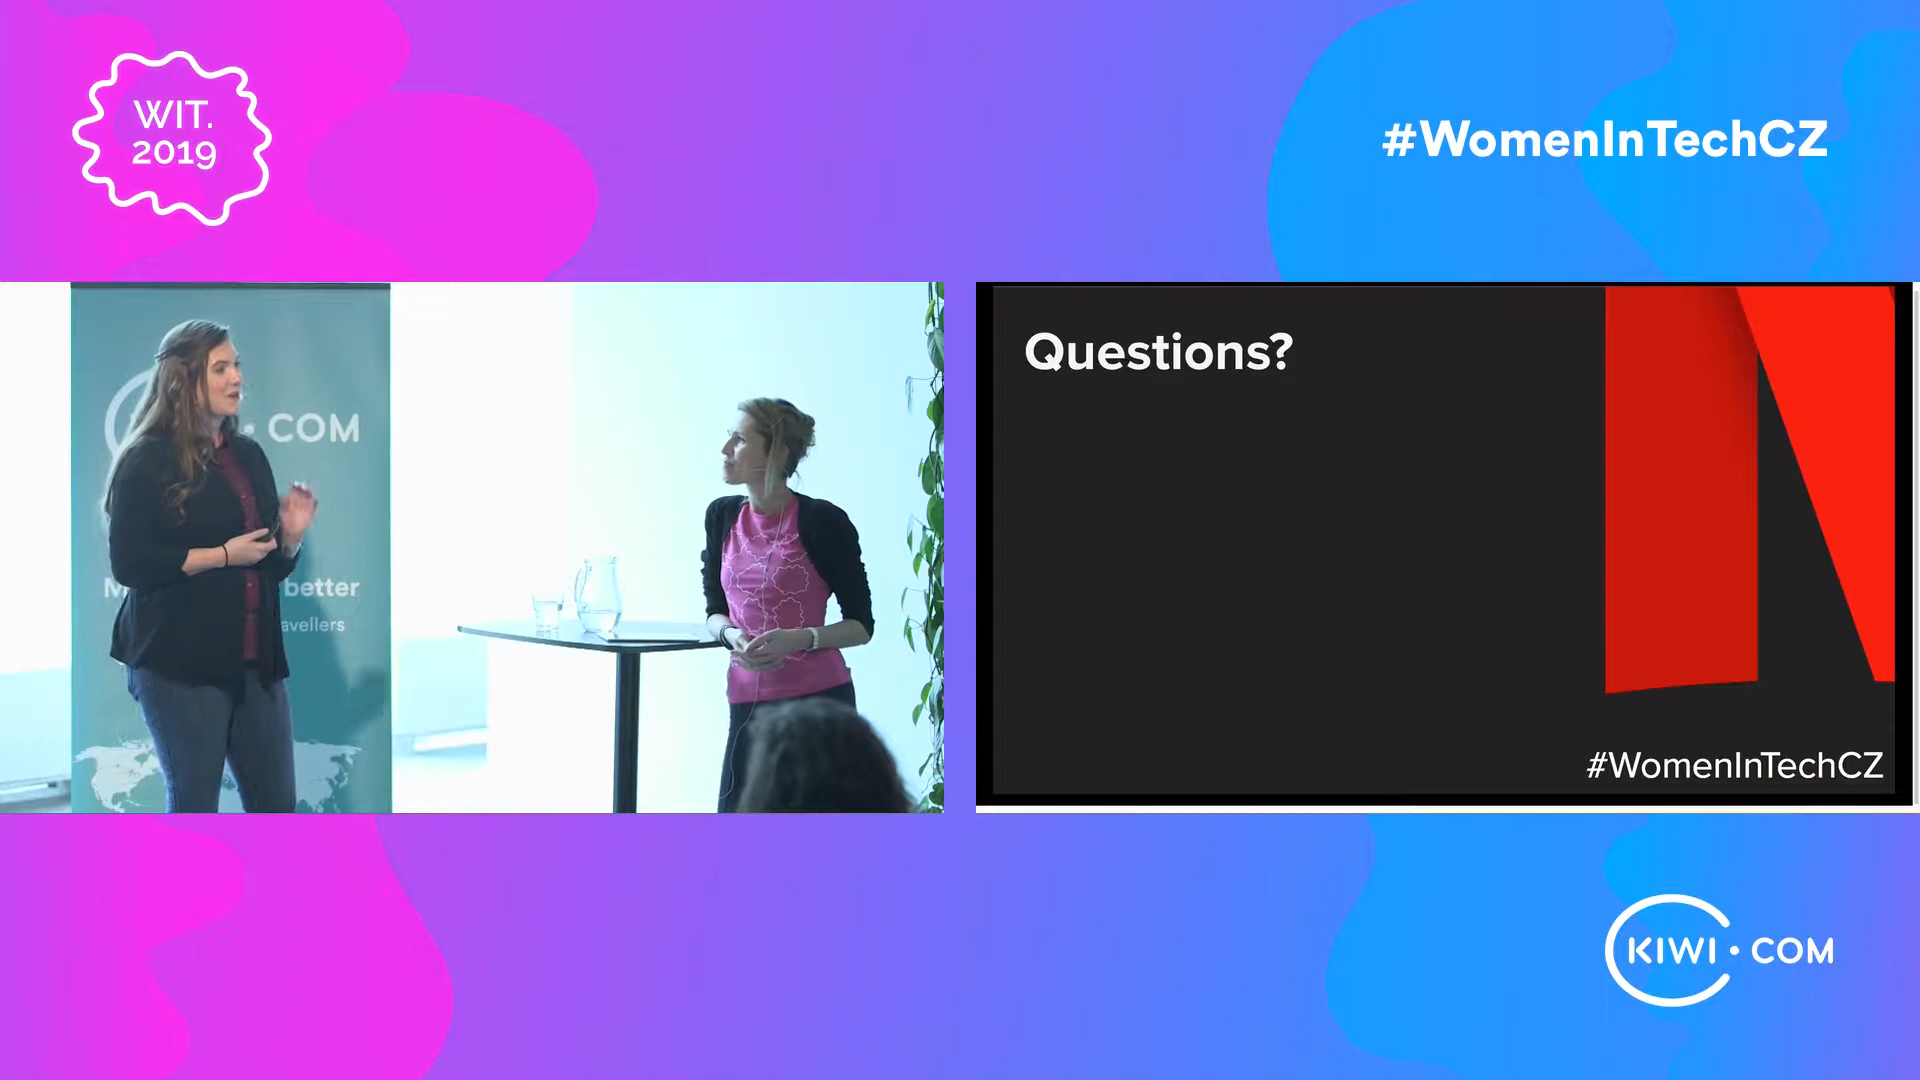 WIT.
2019
#WomenInTechCZ
Questions?
COM
better
avellers
#WomenInTechCZ
KIWI.COM